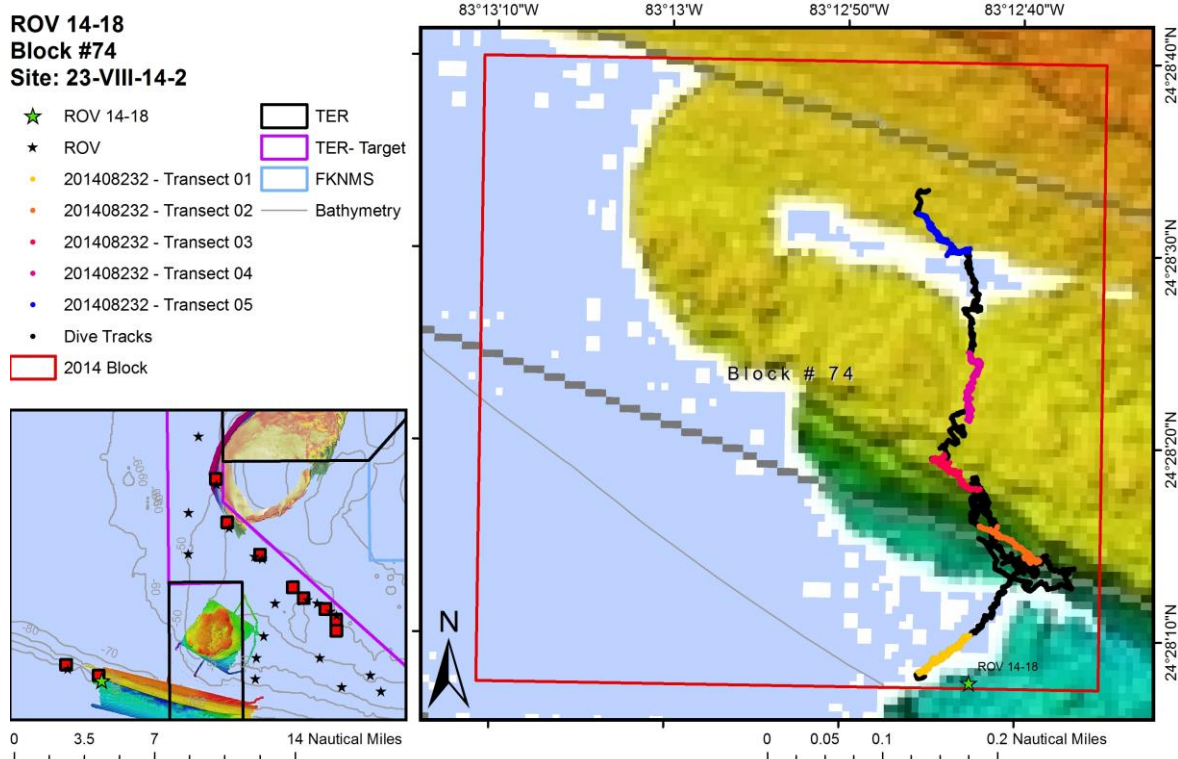 ROV 14-18
Block #74
Site: 23-VIII-14-2
ROV 14-18
ROV
201408232 - Transect 01
201408232 - Transect 02
201408232 - Transect 03
201408232 - Transect 04
201408232 - Transect 05
Dive Tracks
2014 Block
TER
TER- Target
FKNMS
Bathymetry
83°13'10"W
83°13'W
83°12'50"W
83°12'40"W
24°28'40"N
24°28'30"N
24°28'20"N
24°28'10"N
Block # 74
ROV 14-18
N
-50
-50
-80
-70
0 3.5 7 14 Nautical Miles
0 0.05 0.1 0.2 Nautical Miles